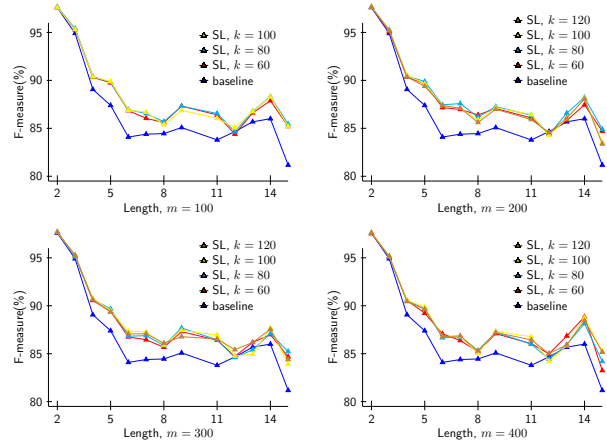 SL, k = 100
SL, k = 80
SL, k = 60
baseline
F-measure(%)
95
90
85
80
2 5 8 11 14
Length, m = 100
SL, k = 120
SL, k = 100
SL, k = 80
SL, k = 60
baseline
F-measure(%)
95
90
85
80
2 5 8 11 14
Length, m = 200
SL, k = 120
SL, k = 100
SL, k = 80
SL, k = 60
baseline
F-measure(%)
95
90
85
80
2 5 8 11 14
Length, m = 300
SL, k = 120
SL, k = 100
SL, k = 80
SL, k = 60
baseline
F-measure(%)
95
90
85
80
2 5 8 11 14
Length, m = 400